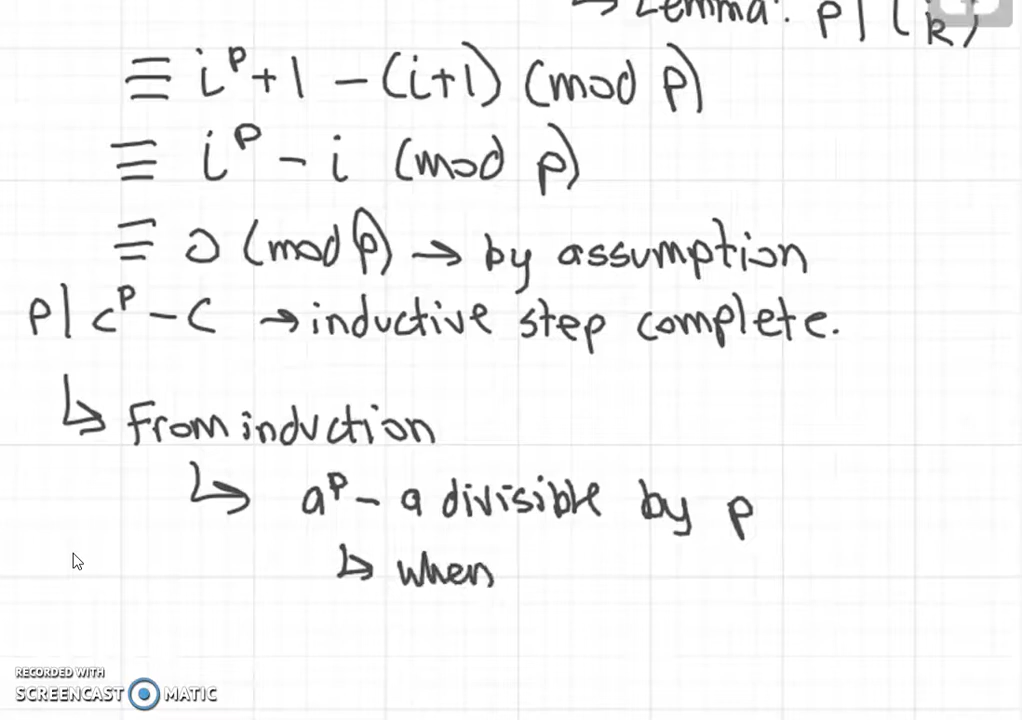 → Lemma: p | (k)
≡ i^p + 1 - (i+1) (mod p)
≡ i^p - i (mod p)
≡ 0 (mod p) → by assumption
p | c^p - c → inductive step complete.
↳ From induction
↳ a^p - a divisible by p
↳ when
RECORDED WITH
SCREENCAST MATIC